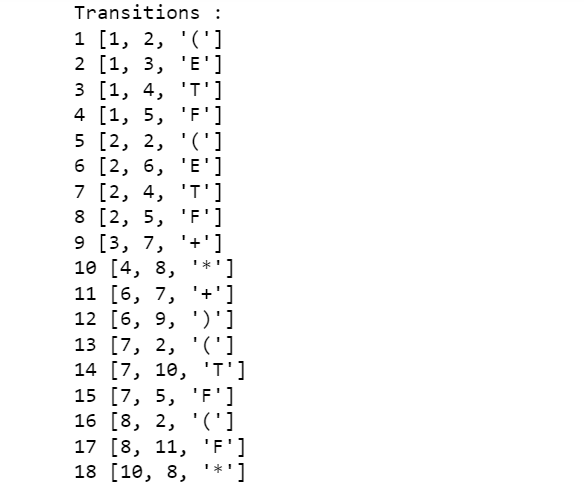 Transitions :
1 [1, 2, '(']
2 [1, 3, 'E']
3 [1, 4, 'T']
4 [1, 5, 'F']
5 [2, 2, '(']
6 [2, 6, 'E']
7 [2, 4, 'T']
8 [2, 5, 'F']
9 [3, 7, '+']
10 [4, 8, '*']
11 [6, 7, '+']
12 [6, 9, ')']
13 [7, 2, '(']
14 [7, 10, 'T']
15 [7, 5, 'F']
16 [8, 2, '(']
17 [8, 11, 'F']
18 [10, 8, '*']